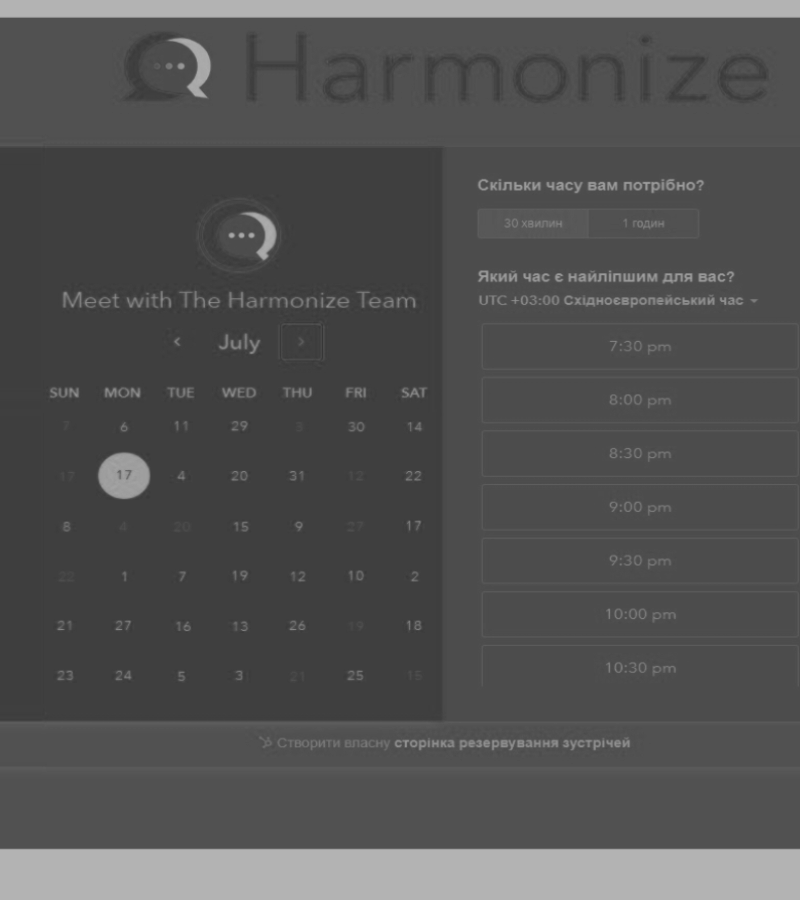 Harmonize
Meet with The Harmonize Team
‹ July ›
SUN MON TUE WED THU FRI SAT
7 6 11 29 3 30 14
17 17 4 20 31 12 22
8 4 20 15 9 27 17
22 1 7 19 12 10 2
21 27 16 13 26 19 18
23 24 5 3 21 25 15
Скільки часу вам потрібно?
30 хвилин 1 годин
Який час є найліпшим для вас?
UTC +03:00 Східноєвропейський час
7:30 pm
8:00 pm
8:30 pm
9:00 pm
9:30 pm
10:00 pm
10:30 pm
Створити власну сторінка резервування зустрічей